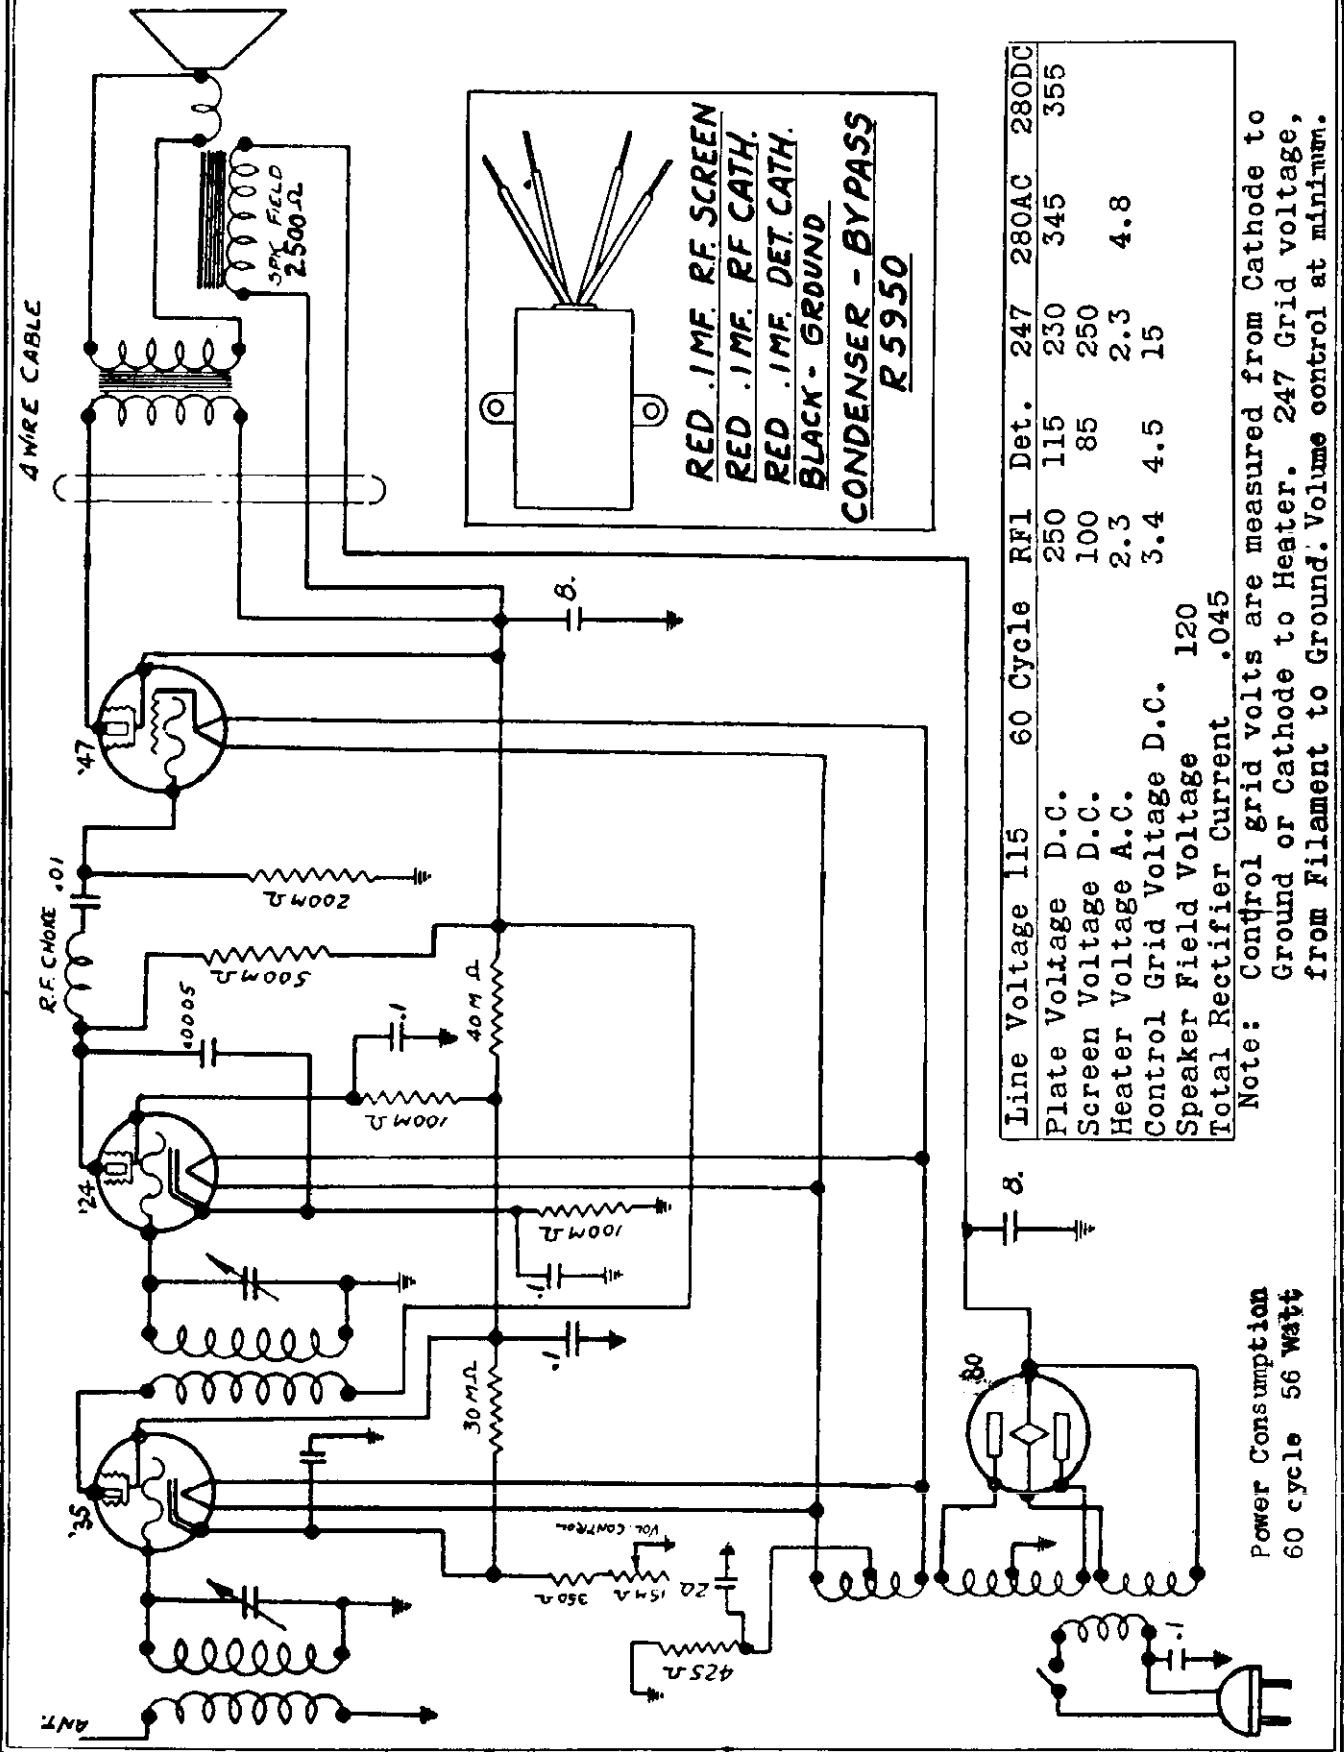 4 WIRE CABLE
SPK FIELD
2500Ω
'47
R.F. CHOKE
.01
200MΩ
500MΩ
.0005
.1
40M Ω
100MΩ
8.
'24
100MΩ
.1
.1
30MΩ
'35
VOL. CONTROL
350Ω
15MΩ
20
425Ω
ANT.
80
8.
.1
RED .1MF. R.F. SCREEN
RED .1MF. RF CATH.
RED .1MF. DET. CATH.
BLACK - GROUND
CONDENSER - BYPASS
R5950
Line Voltage 115 60 Cycle RF1 Det. 247 280AC 280DC
Plate Voltage D.C. 250 115 230 345 355
Screen Voltage D.C. 100 85 250
Heater Voltage A.C. 2.3 2.3 4.8
Control Grid Voltage D.C. 3.4 4.5 15
Speaker Field Voltage 120
Total Rectifier Current .045
Note: Control grid volts are measured from Cathode to
Ground or Cathode to Heater. 247 Grid voltage,
from Filament to Ground. Volume control at minimum.
Power Consumption
60 cycle 56 Watt